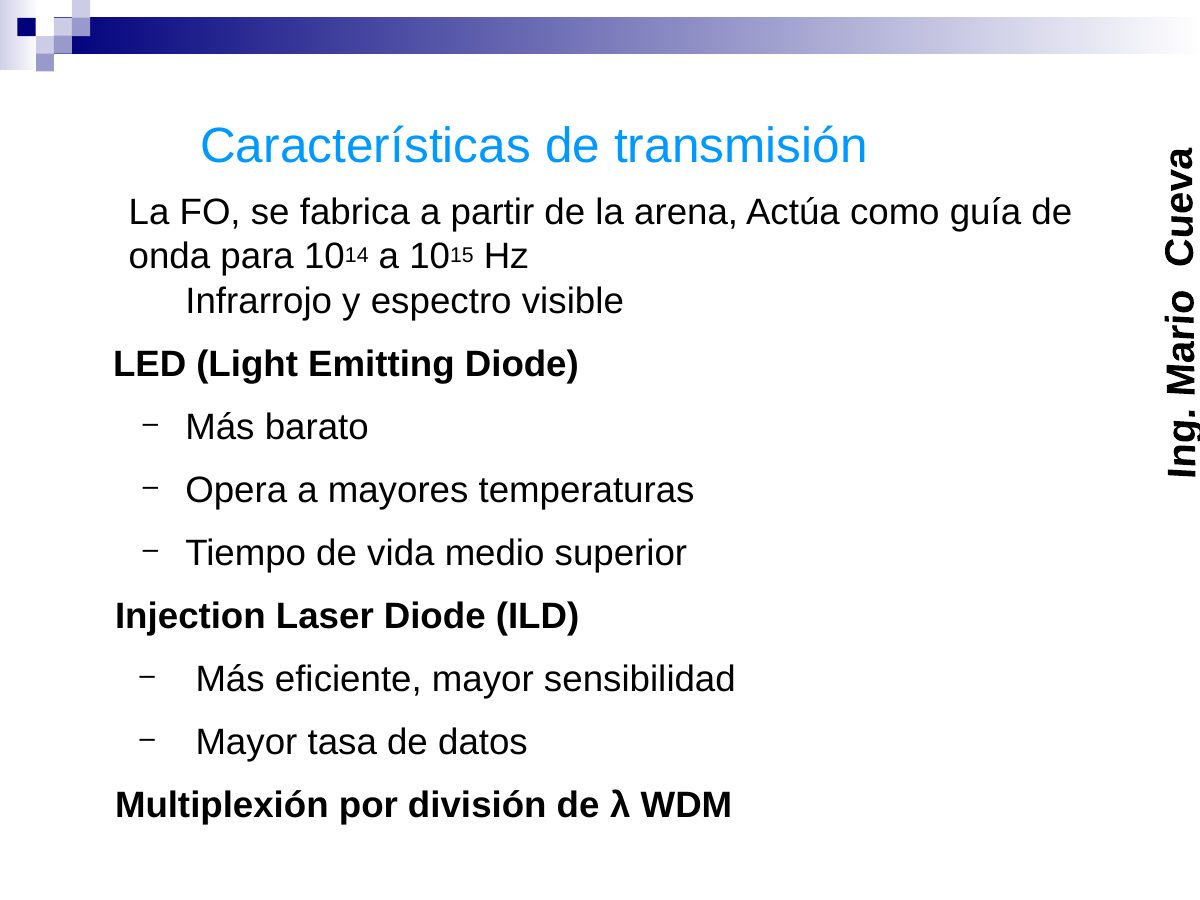 Características de transmisión
La FO, se fabrica a partir de la arena, Actúa como guía de
onda para 10¹⁴ a 10¹⁵ Hz
Infrarrojo y espectro visible
LED (Light Emitting Diode)
– Más barato
– Opera a mayores temperaturas
– Tiempo de vida medio superior
Injection Laser Diode (ILD)
– Más eficiente, mayor sensibilidad
– Mayor tasa de datos
Multiplexión por división de λ WDM
Ing. Mario Cueva